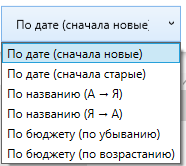 По дате (сначала новые)
По дате (сначала новые)
По дате (сначала старые)
По названию (А → Я)
По названию (Я → А)
По бюджету (по убыванию)
По бюджету (по возрастанию)